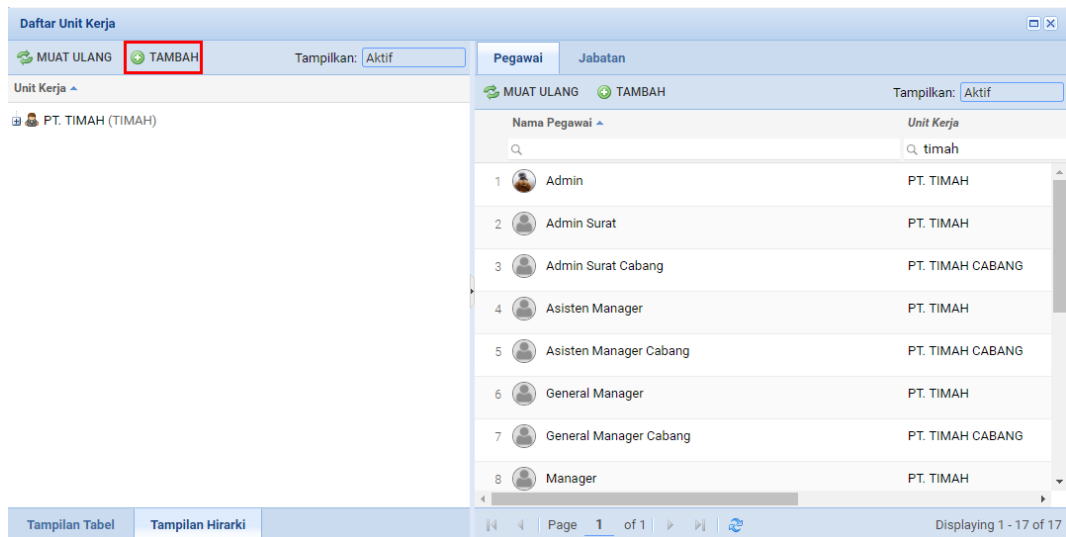 Daftar Unit Kerja
MUAT ULANG TAMBAH Tampilkan: Aktif
Unit Kerja
PT. TIMAH (TIMAH)
Tampilan Tabel Tampilan Hirarki
Pegawai Jabatan
MUAT ULANG TAMBAH Tampilkan: Aktif
Nama Pegawai Unit Kerja
timah
1 Admin PT. TIMAH
2 Admin Surat PT. TIMAH
3 Admin Surat Cabang PT. TIMAH CABANG
4 Asisten Manager PT. TIMAH
5 Asisten Manager Cabang PT. TIMAH CABANG
6 General Manager PT. TIMAH
7 General Manager Cabang PT. TIMAH CABANG
8 Manager PT. TIMAH
Page 1 of 1 Displaying 1 - 17 of 17